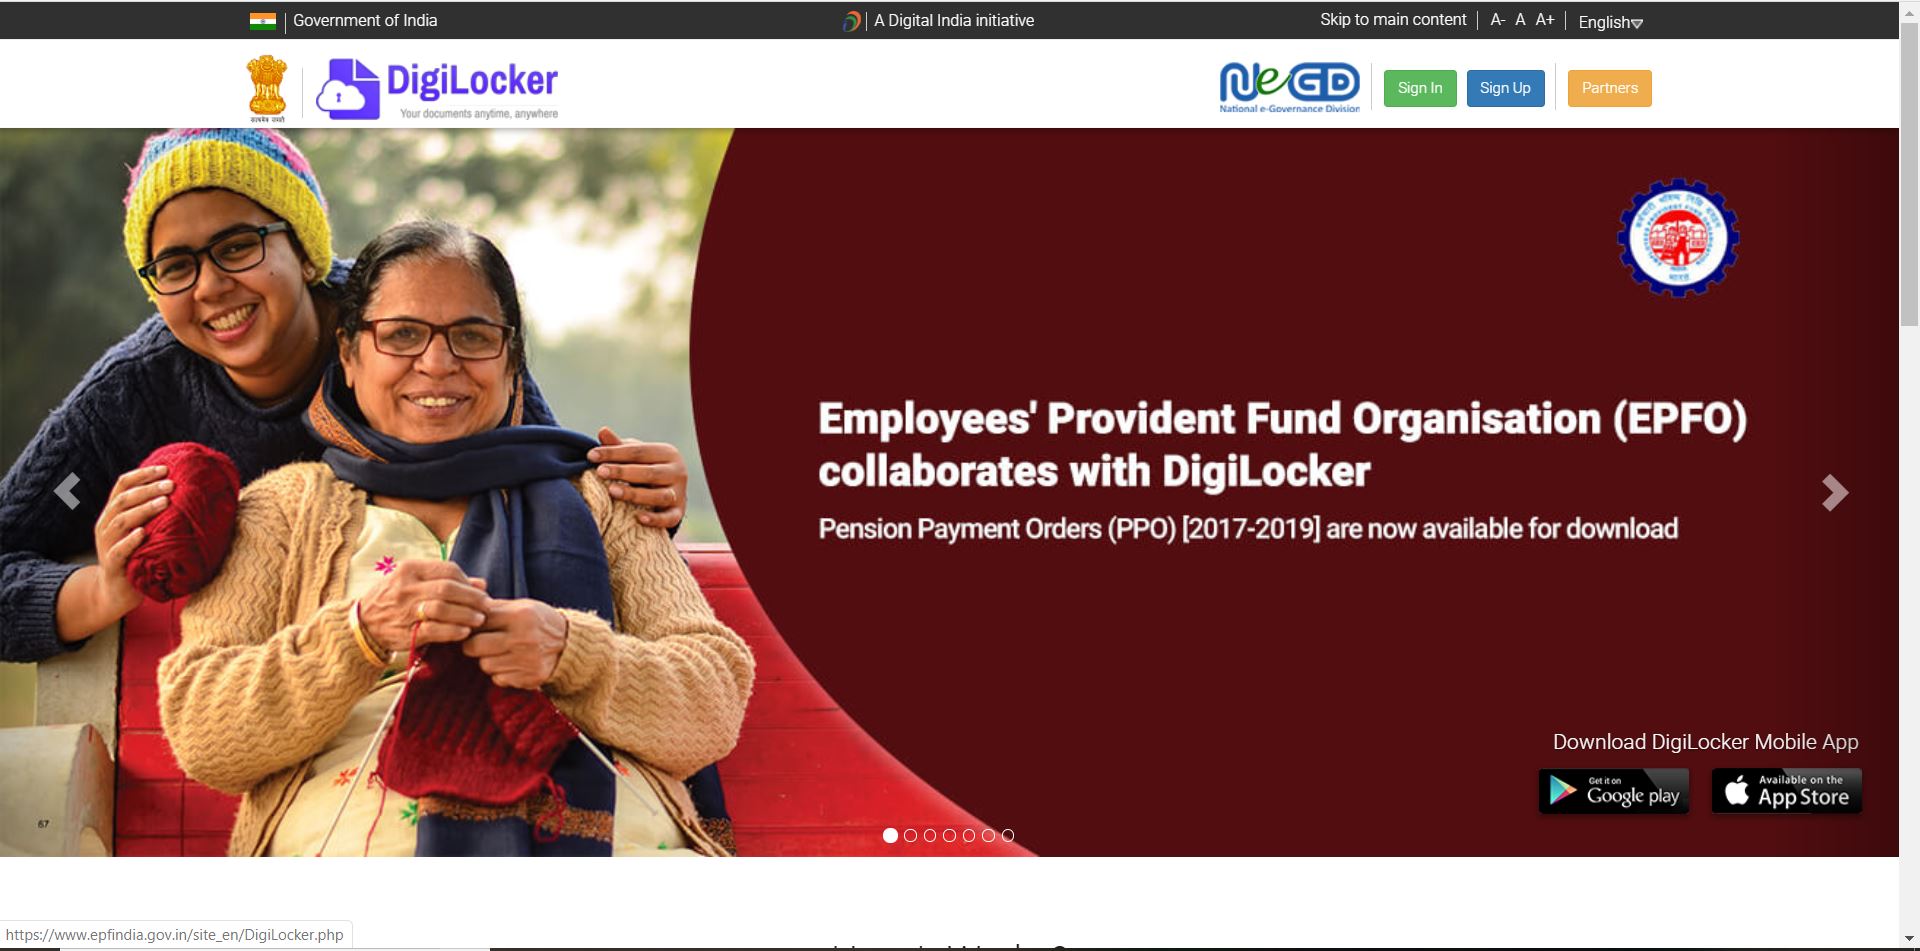 Government of India
A Digital India initiative
Skip to main content
A- A A+
English
सत्यमेव जयते
DigiLocker
Your documents anytime, anywhere
NeGD
National e-Governance Division
Sign In
Sign Up
Partners
Employees' Provident Fund Organisation (EPFO)
collaborates with DigiLocker
Pension Payment Orders (PPO) [2017-2019] are now available for download
Download DigiLocker Mobile App
Get it on
Google play
Available on the
App Store
67
https://www.epfindia.gov.in/site_en/DigiLocker.php